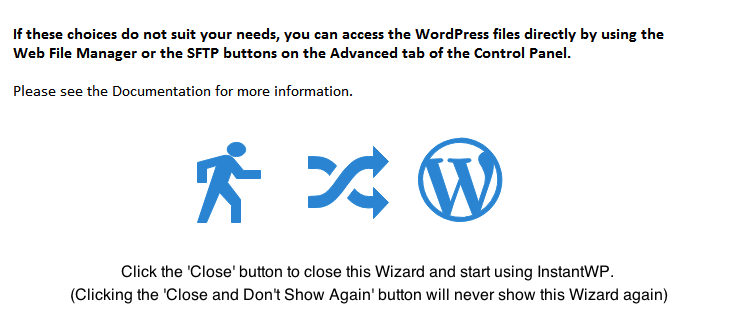 If these choices do not suit your needs, you can access the WordPress files directly by using the
Web File Manager or the SFTP buttons on the Advanced tab of the Control Panel.
Please see the Documentation for more information.
Click the 'Close' button to close this Wizard and start using InstantWP.
(Clicking the 'Close and Don't Show Again' button will never show this Wizard again)